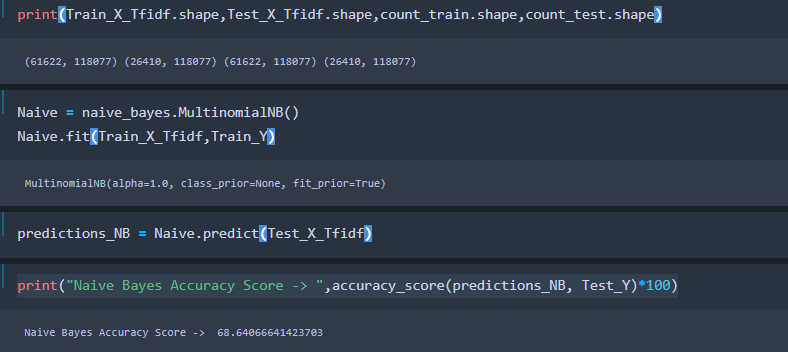 print(Train_X_Tfidf.shape,Test_X_Tfidf.shape,count_train.shape,count_test.shape)
(61622, 118077) (26410, 118077) (61622, 118077) (26410, 118077)
Naive = naive_bayes.MultinomialNB()
Naive.fit(Train_X_Tfidf,Train_Y)
MultinomialNB(alpha=1.0, class_prior=None, fit_prior=True)
predictions_NB = Naive.predict(Test_X_Tfidf)
print("Naive Bayes Accuracy Score -> ",accuracy_score(predictions_NB, Test_Y)*100)
Naive Bayes Accuracy Score ->  68.64066641423703